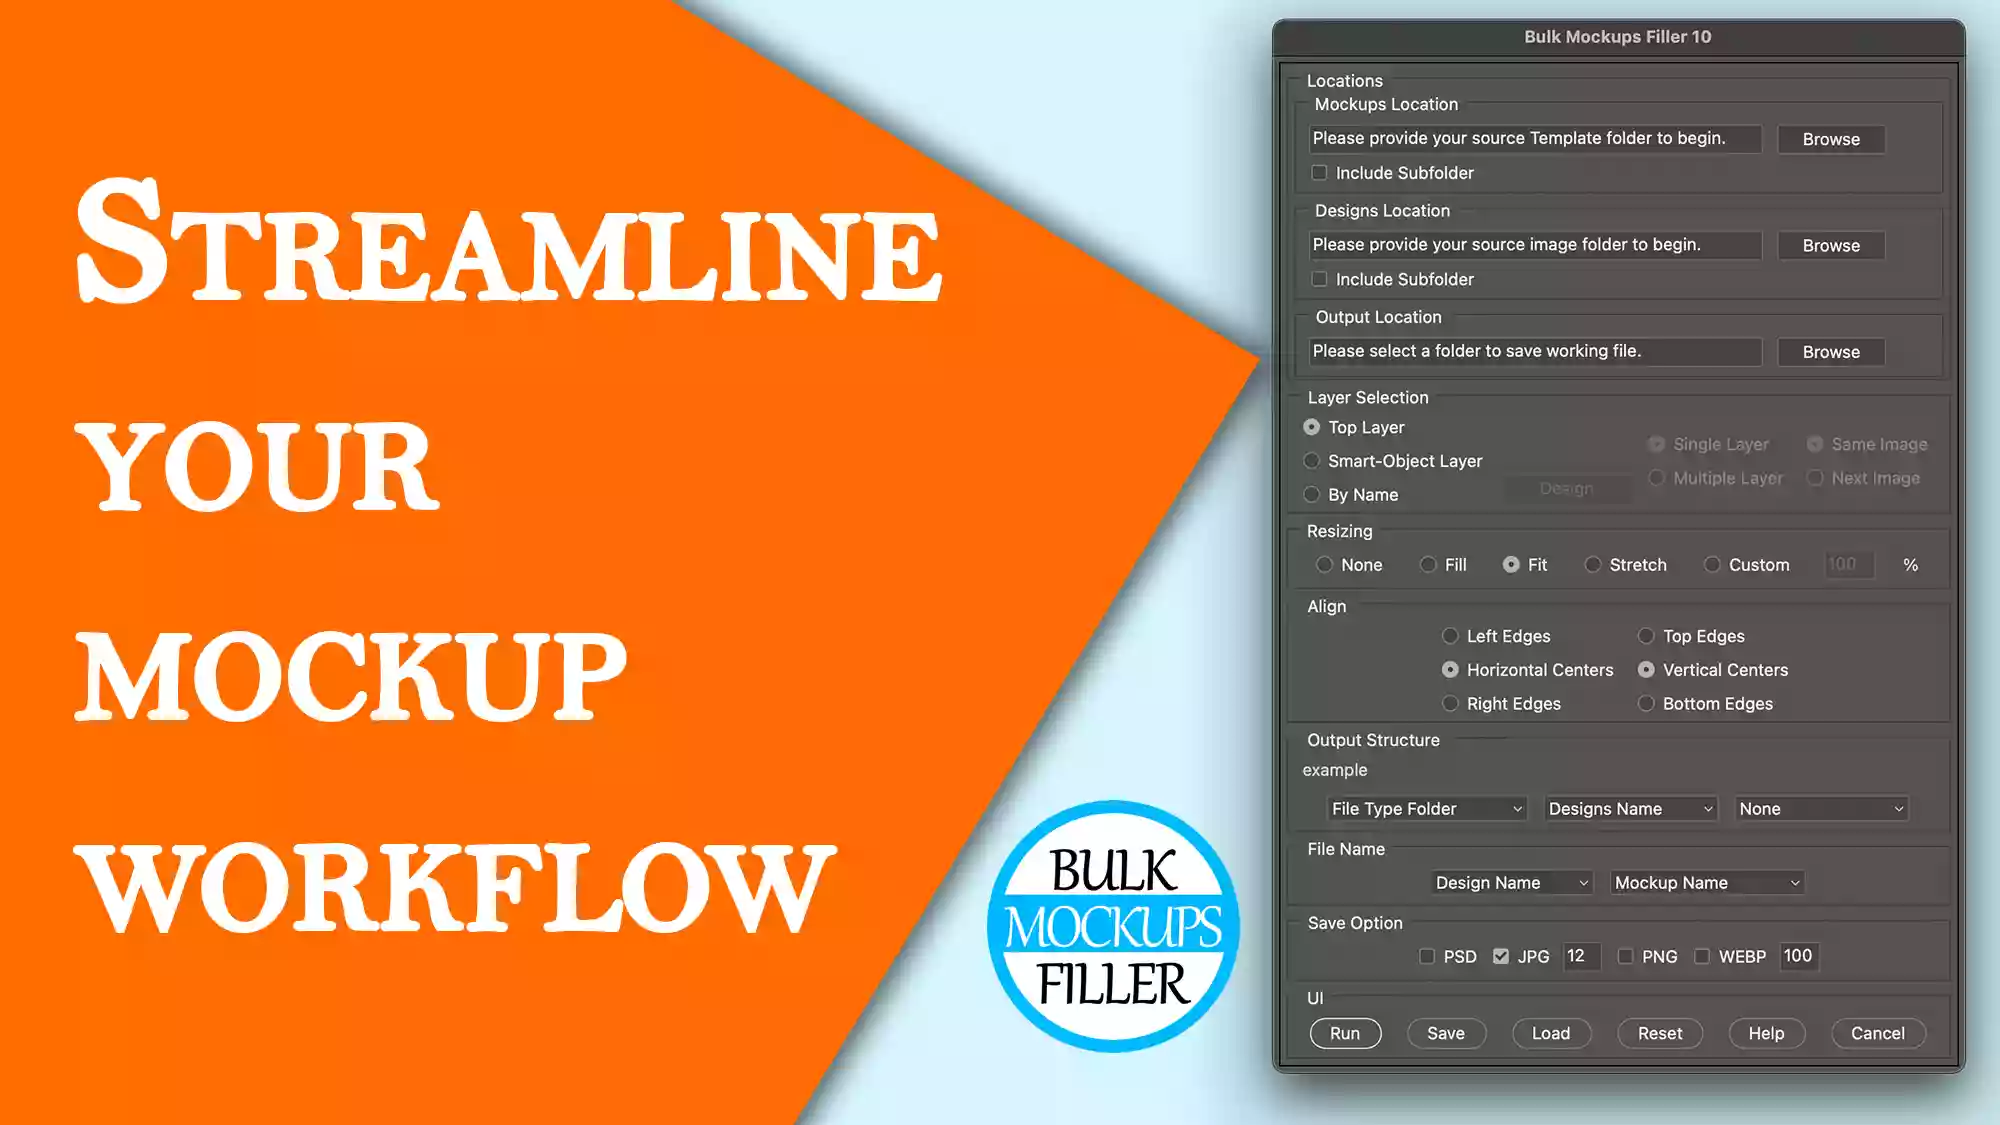 STREAMLINE
YOUR
MOCKUP
WORKFLOW
BULK
MOCKUPS
FILLER
Bulk Mockups Filler 10
Locations
Mockups Location
Please provide your source Template folder to begin. Browse
Include Subfolder
Designs Location
Please provide your source image folder to begin. Browse
Include Subfolder
Output Location
Please select a folder to save working file. Browse
Layer Selection
Top Layer
Single Layer Same Image
Smart-Object Layer
Multiple Layer Next Image
By Name Design
Resizing
None Fill Fit Stretch Custom 100 %
Align
Left Edges Top Edges
Horizontal Centers Vertical Centers
Right Edges Bottom Edges
Output Structure
example
File Type Folder Designs Name None
File Name
Design Name Mockup Name
Save Option
PSD JPG 12 PNG WEBP 100
UI
Run Save Load Reset Help Cancel